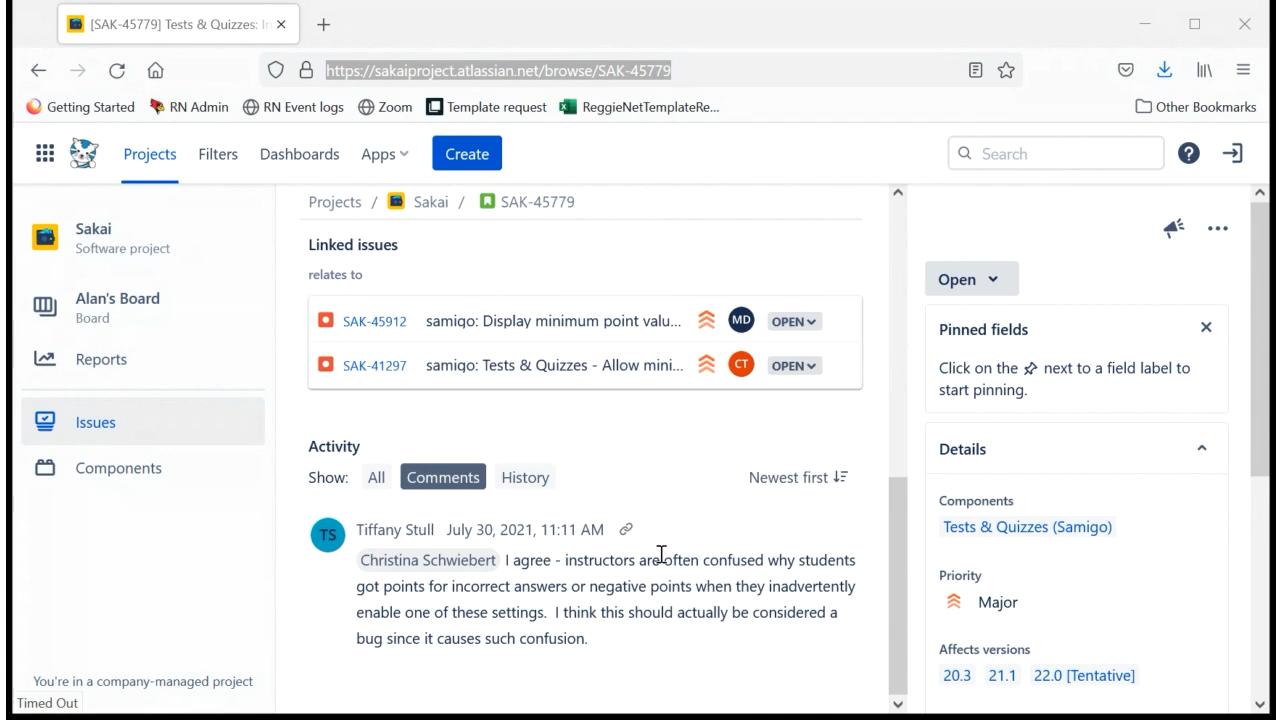 [SAK-45779] Tests & Quizzes: In
https://sakaiproject.atlassian.net/browse/SAK-45779
Getting Started RN Admin RN Event logs Zoom Template request ReggieNetTemplateRe... Other Bookmarks
Projects Filters Dashboards Apps Create Search
Projects / Sakai / SAK-45779
Sakai
Software project
Alan's Board
Board
Reports
Issues
Components
You're in a company-managed project
Timed Out
Linked issues
relates to
SAK-45912 samigo: Display minimum point valu... MD OPEN
SAK-41297 samigo: Tests & Quizzes - Allow mini... CT OPEN
Activity
Show: All Comments History Newest first
TS Tiffany Stull July 30, 2021, 11:11 AM
Christina Schwiebert I agree - instructors are often confused why students
got points for incorrect answers or negative points when they inadvertently
enable one of these settings. I think this should actually be considered a
bug since it causes such confusion.
Open
Pinned fields
Click on the next to a field label to
start pinning.
Details
Components
Tests & Quizzes (Samigo)
Priority
Major
Affects versions
20.3 21.1 22.0 [Tentative]